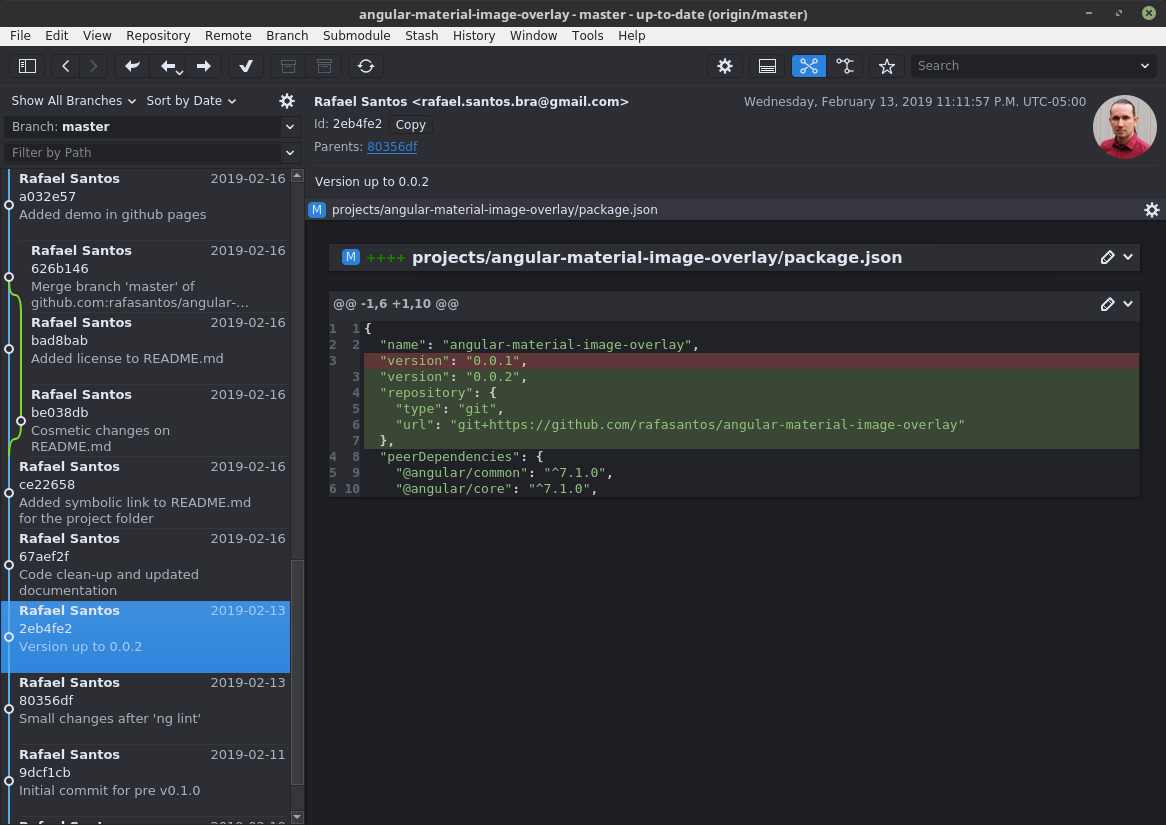 angular-material-image-overlay - master - up-to-date (origin/master)
File Edit View Repository Remote Branch Submodule Stash History Window Tools Help
Search
Show All Branches Sort by Date
Branch: master
Filter by Path
Rafael Santos 2019-02-16
a032e57
Added demo in github pages
Rafael Santos 2019-02-16
626b146
Merge branch 'master' of
github.com:rafasantos/angular-...
Rafael Santos 2019-02-16
bad8bab
Added license to README.md
Rafael Santos 2019-02-16
be038db
Cosmetic changes on
README.md
Rafael Santos 2019-02-16
ce22658
Added symbolic link to README.md
for the project folder
Rafael Santos 2019-02-16
67aef2f
Code clean-up and updated
documentation
Rafael Santos 2019-02-13
2eb4fe2
Version up to 0.0.2
Rafael Santos 2019-02-13
80356df
Small changes after 'ng lint'
Rafael Santos 2019-02-11
9dcf1cb
Initial commit for pre v0.1.0
Rafael Santos <rafael.santos.bra@gmail.com> Wednesday, February 13, 2019 11:11:57 P.M. UTC-05:00
Id: 2eb4fe2 Copy
Parents: 80356df
Version up to 0.0.2
M projects/angular-material-image-overlay/package.json
M ++++ projects/angular-material-image-overlay/package.json
@@ -1,6 +1,10 @@
1 1 {
2 2 "name": "angular-material-image-overlay",
3 "version": "0.0.1",
3 "version": "0.0.2",
4 "repository": {
5 "type": "git",
6 "url": "git+https://github.com/rafasantos/angular-material-image-overlay"
7 },
4 8 "peerDependencies": {
5 9 "@angular/common": "^7.1.0",
6 10 "@angular/core": "^7.1.0",